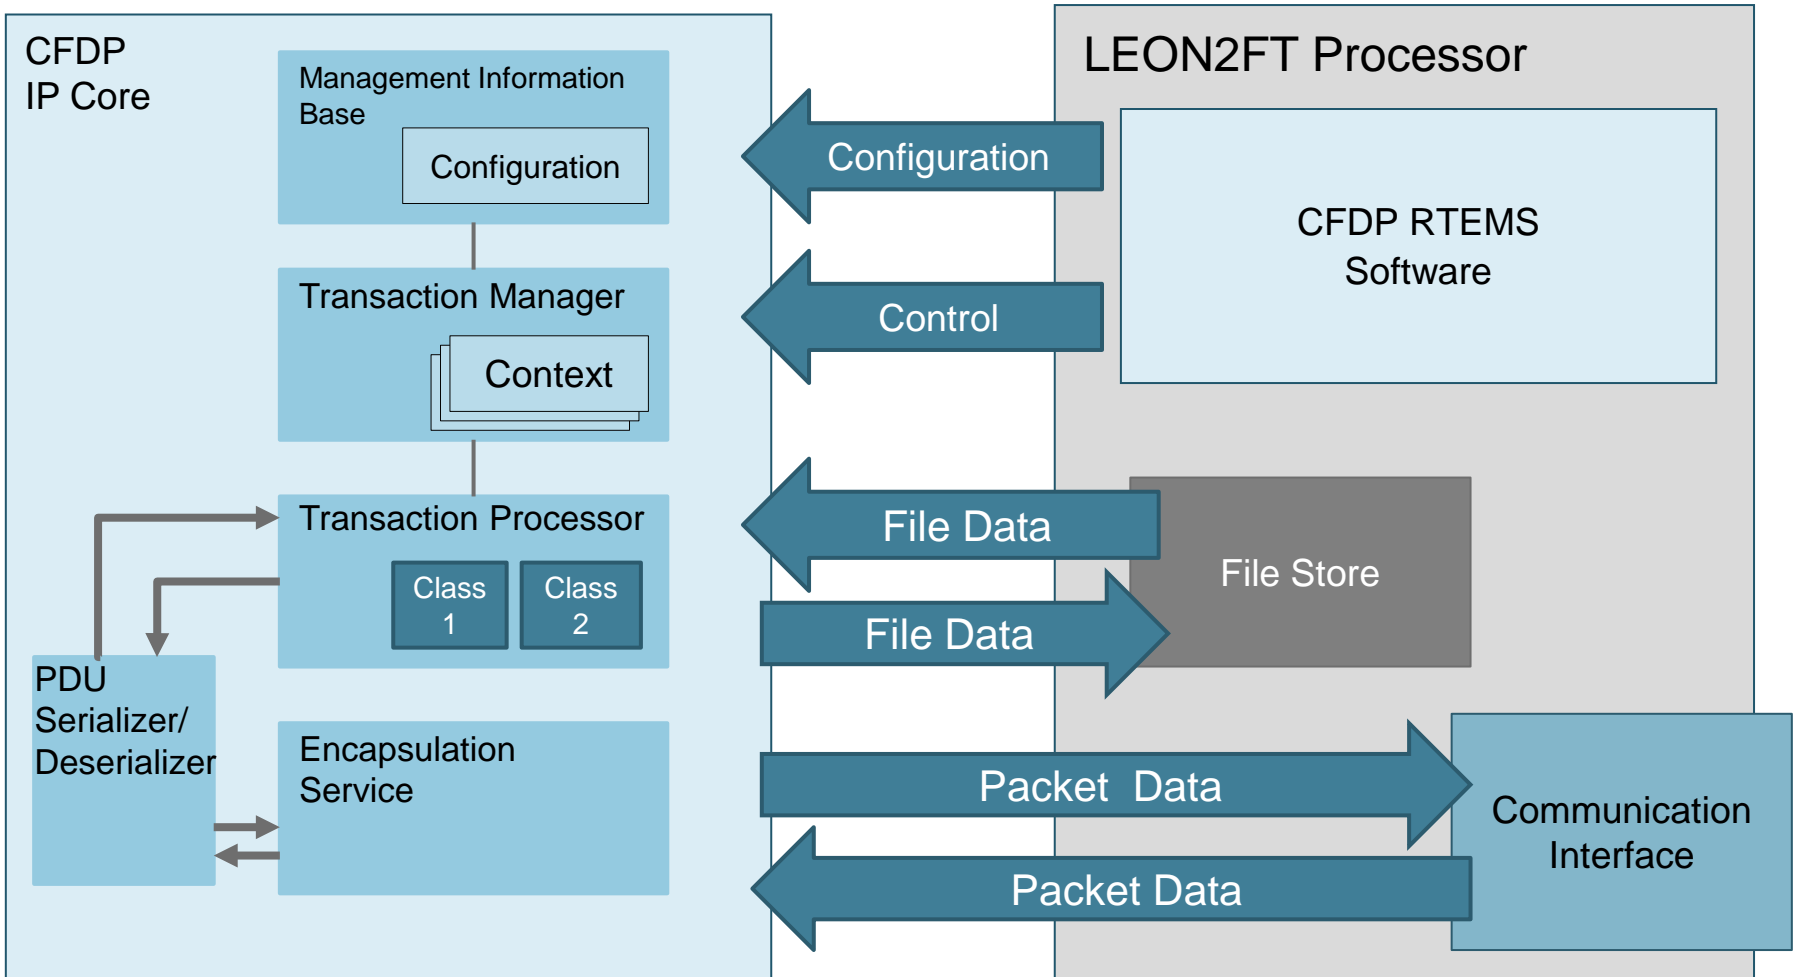 CFDP
IP Core
Management Information
Base
Configuration
Transaction Manager
Context
Transaction Processor
Class
1
Class
2
PDU
Serializer/
Deserializer
Encapsulation
Service
Configuration
Control
File Data
File Data
Packet Data
Packet Data
LEON2FT Processor
CFDP RTEMS
Software
File Store
Communication
Interface